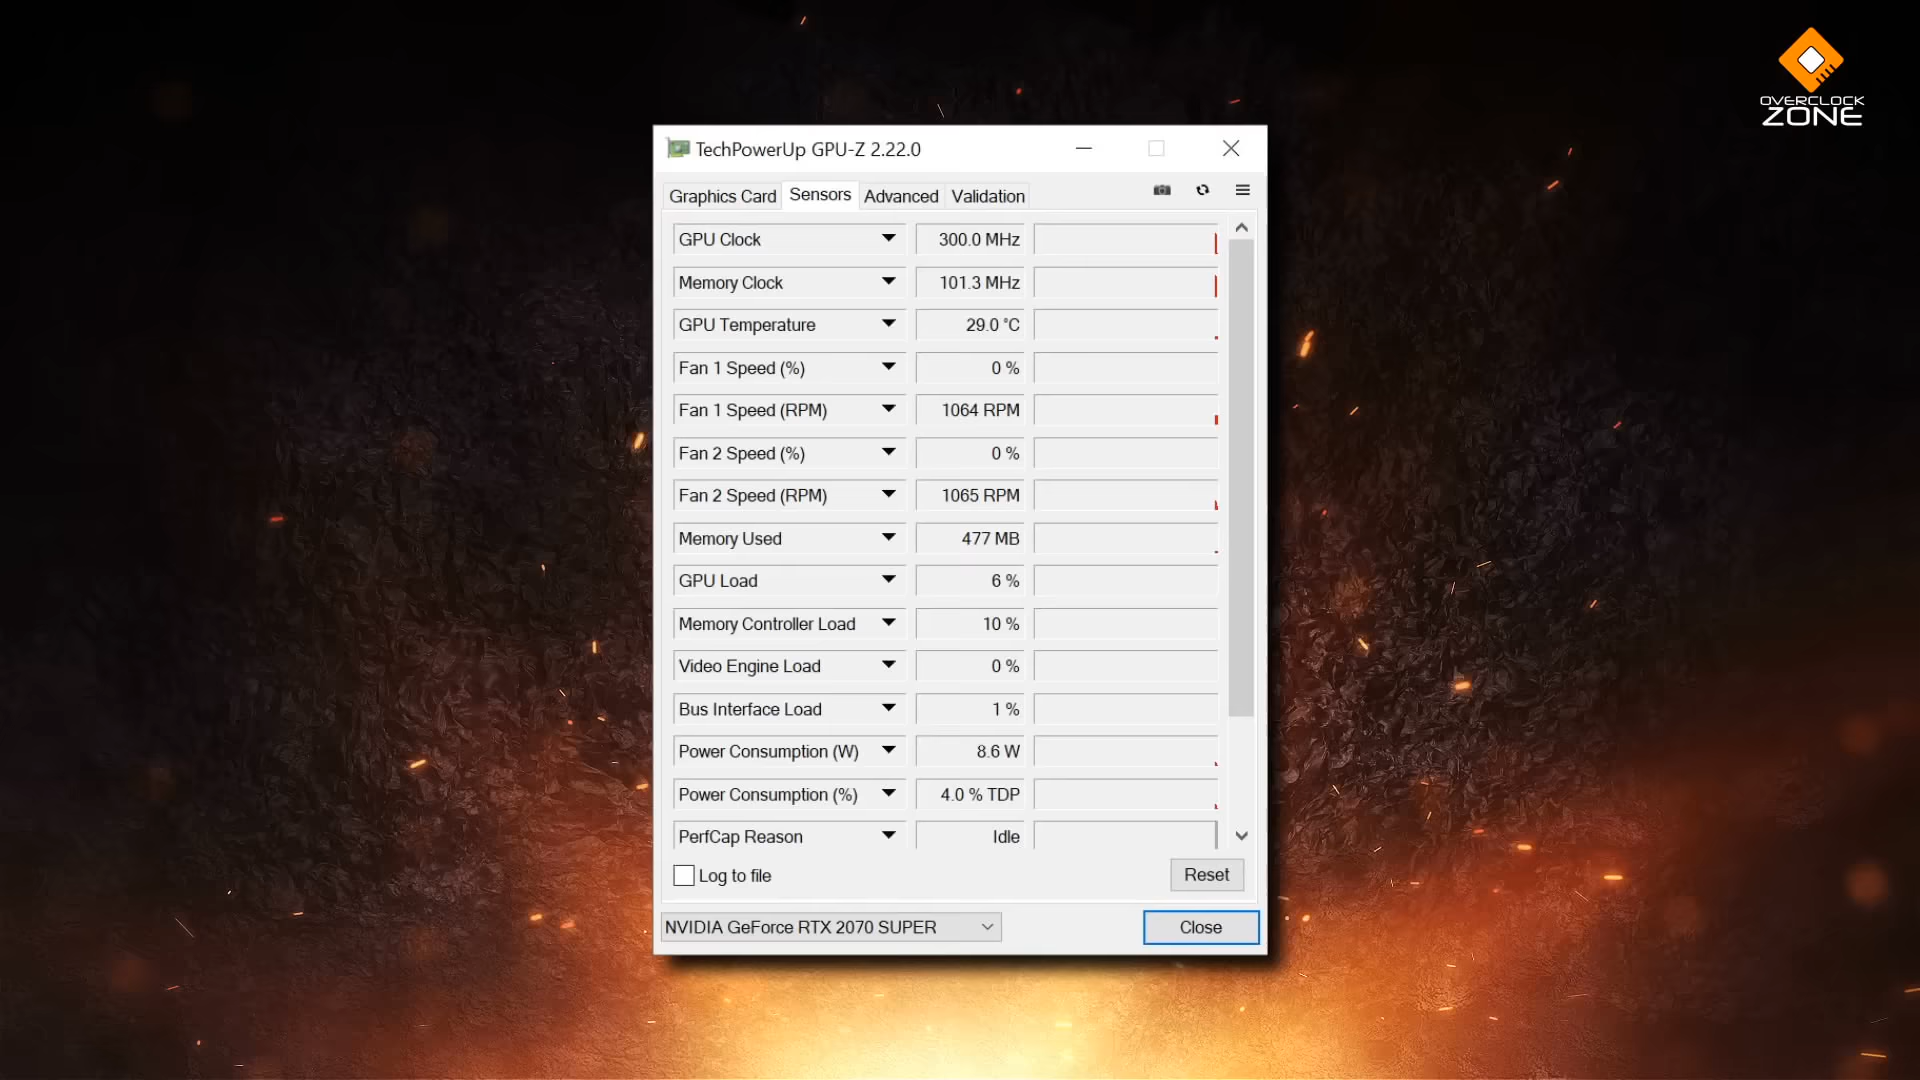 OVERCLOCK
ZONE
TechPowerUp GPU-Z 2.22.0
Graphics Card Sensors Advanced Validation
GPU Clock 300.0 MHz
Memory Clock 101.3 MHz
GPU Temperature 29.0 °C
Fan 1 Speed (%) 0 %
Fan 1 Speed (RPM) 1064 RPM
Fan 2 Speed (%) 0 %
Fan 2 Speed (RPM) 1065 RPM
Memory Used 477 MB
GPU Load 6 %
Memory Controller Load 10 %
Video Engine Load 0 %
Bus Interface Load 1 %
Power Consumption (W) 8.6 W
Power Consumption (%) 4.0 % TDP
PerfCap Reason Idle
Log to file Reset
NVIDIA GeForce RTX 2070 SUPER Close